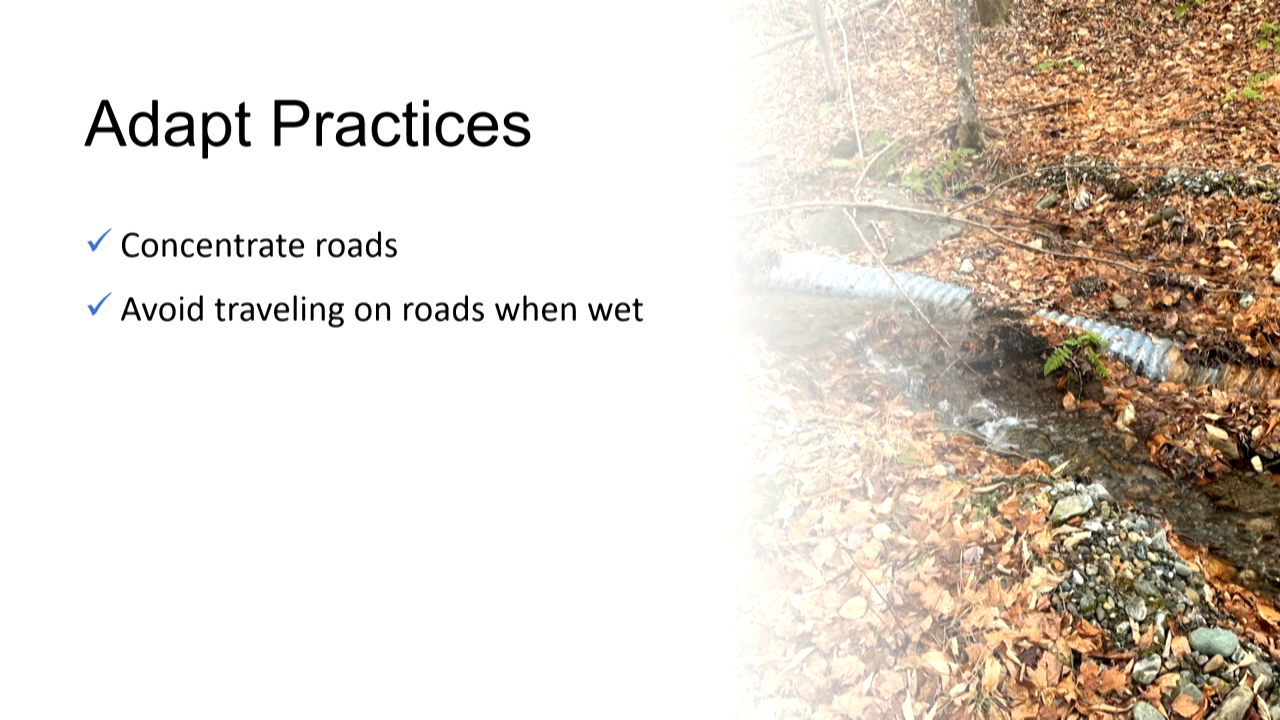 Adapt Practices
✓ Concentrate roads
✓ Avoid traveling on roads when wet